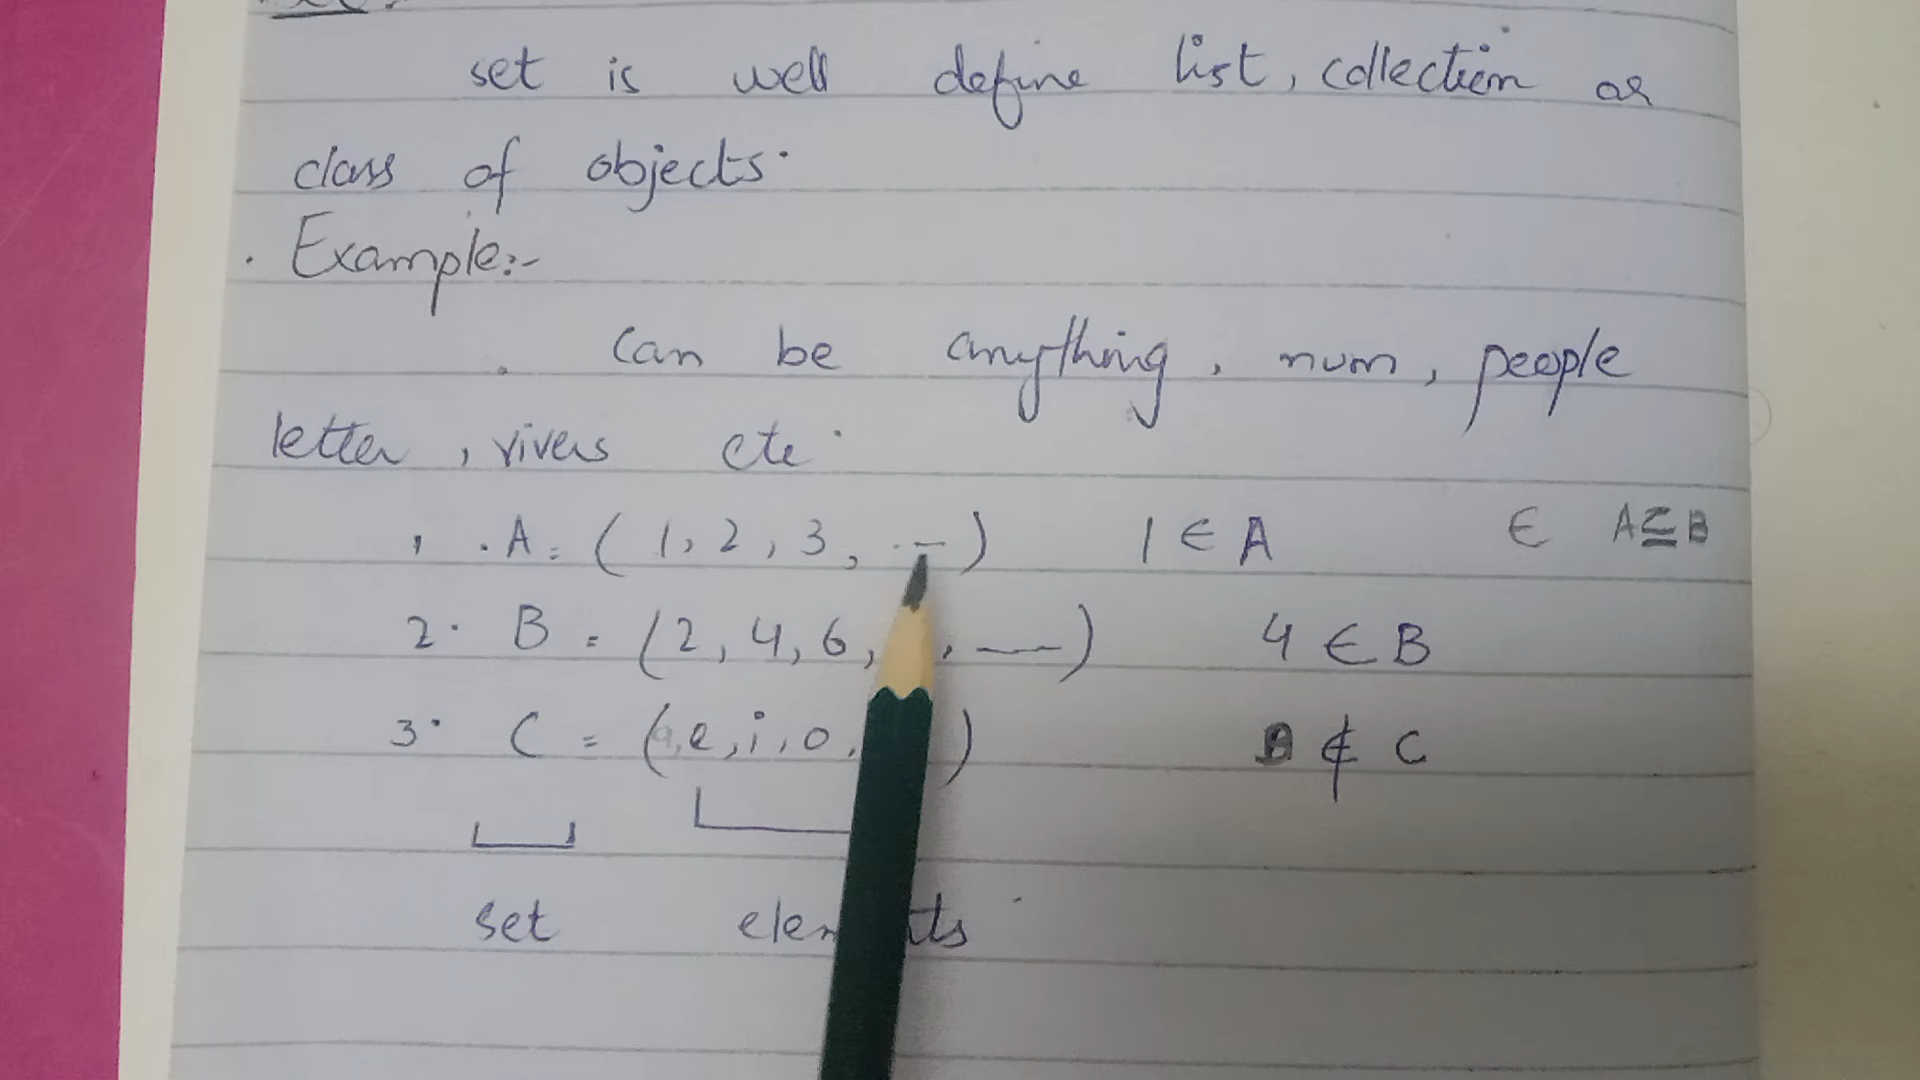 set is well define list, collection or
class of objects.
. Example:-
. can be anything, num, people
letter, rivers etc.
1. A = (1, 2, 3, .. —) 1 ∈ A ∈ A ⊆ B
2. B = (2, 4, 6, , —) 4 ∈ B
3. C = (a, e, i, o, ) B ∉ C
set